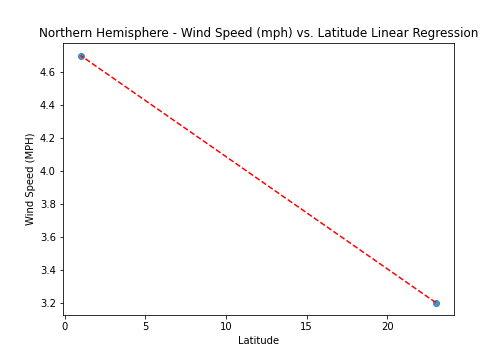 Northern Hemisphere - Wind Speed (mph) vs. Latitude Linear Regression
4.6
4.4
4.2
4.0
3.8
3.6
3.4
3.2
Wind Speed (MPH)
0 5 10 15 20
Latitude